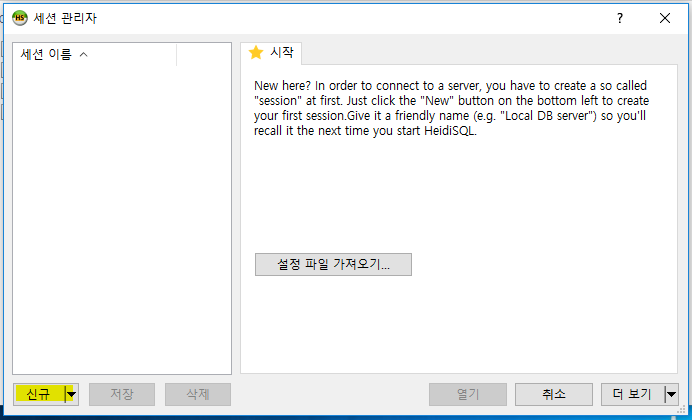 세션 관리자
세션 이름
시작
New here? In order to connect to a server, you have to create a so called
"session" at first. Just click the "New" button on the bottom left to create
your first session.Give it a friendly name (e.g. "Local DB server") so you'll
recall it the next time you start HeidiSQL.
설정 파일 가져오기...
신규 저장 삭제 열기 취소 더 보기